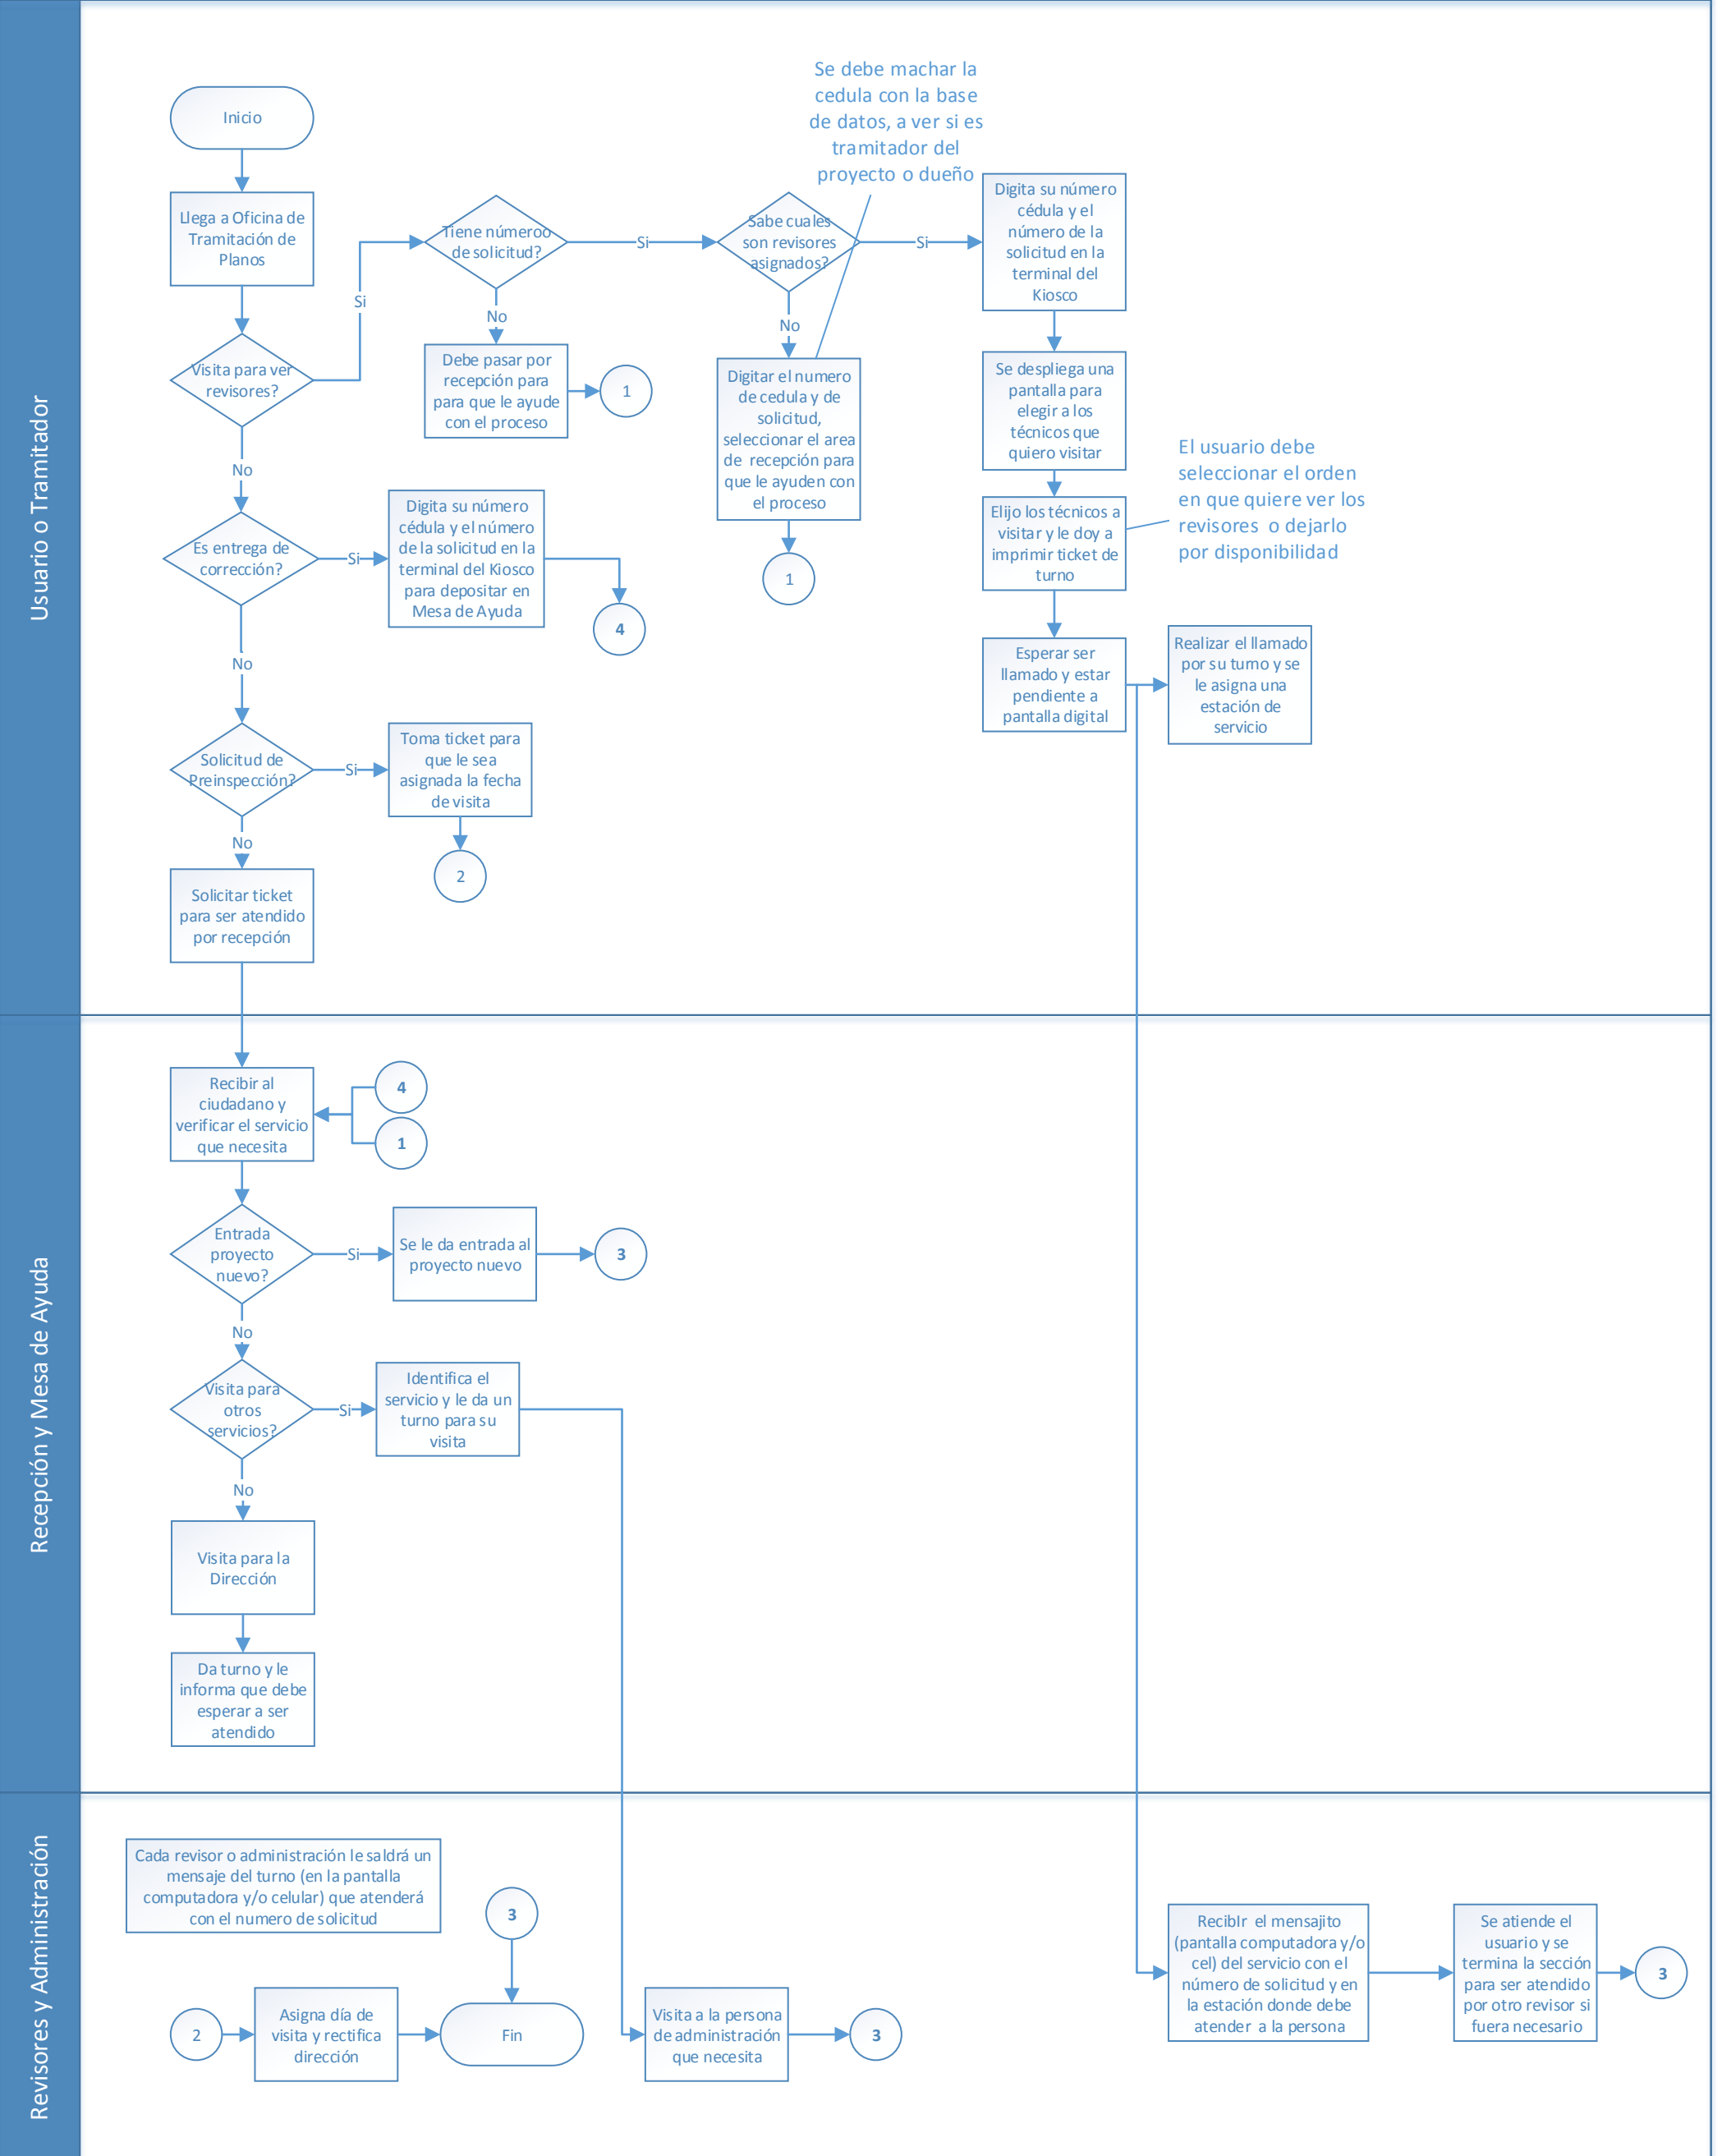 Usuario o Tramitador
Inicio
Llega a Oficina de
Tramitación de
Planos
Visita para ver
revisores?
Si
No
Tiene númeroo
de solicitud?
Si
No
Debe pasar por
recepción para
para que le ayude
con el proceso
1
Se debe machar la
cedula con la base
de datos, a ver si es
tramitador del
proyecto o dueño
Sabe cuales
son revisores
asignados?
Si
No
Digitar el numero
de cedula y de
solicitud,
seleccionar el area
de recepción para
que le ayuden con
el proceso
1
Digita su número
cédula y el
número de la
solicitud en la
terminal del
Kiosco
Se despliega una
pantalla para
elegir a los
técnicos que
quiero visitar
Elijo los técnicos a
visitar y le doy a
imprimir ticket de
turno
El usuario debe
seleccionar el orden
en que quiere ver los
revisores o dejarlo
por disponibilidad
Esperar ser
llamado y estar
pendiente a
pantalla digital
Realizar el llamado
por su turno y se
le asigna una
estación de
servicio
Es entrega de
corrección?
Si
No
Digita su número
cédula y el número
de la solicitud en la
terminal del Kiosco
para depositar en
Mesa de Ayuda
4
Solicitud de
Preinspección?
Si
No
Toma ticket para
que le sea
asignada la fecha
de visita
2
Solicitar ticket
para ser atendido
por recepción
Recepción y Mesa de Ayuda
Recibir al
ciudadano y
verificar el servicio
que necesita
4
1
Entrada
proyecto
nuevo?
Si
No
Se le da entrada al
proyecto nuevo
3
Visita para
otros
servicios?
Si
No
Identifica el
servicio y le da un
turno para su
visita
Visita para la
Dirección
Da turno y le
informa que debe
esperar a ser
atendido
Revisores y Administración
Cada revisor o administración le saldrá un
mensaje del turno (en la pantalla
computadora y/o celular) que atenderá
con el numero de solicitud
3
2
Asigna día de
visita y rectifica
dirección
Fin
Visita a la persona
de administración
que necesita
3
RecibIr el mensajito
(pantalla computadora y/o
cel) del servicio con el
número de solicitud y en
la estación donde debe
atender a la persona
Se atiende el
usuario y se
termina la sección
para ser atendido
por otro revisor si
fuera necesario
3